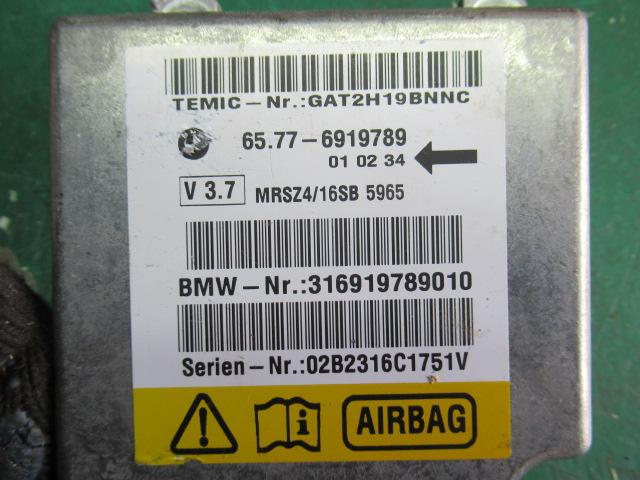 TEMIC-Nr.:GAT2H19BNNC
65.77-6919789
01 02 34
V 3.7 MRSZ4/16SB 5965
BMW-Nr.:316919789010
Serien-Nr.:02B2316C1751V
i AIRBAG